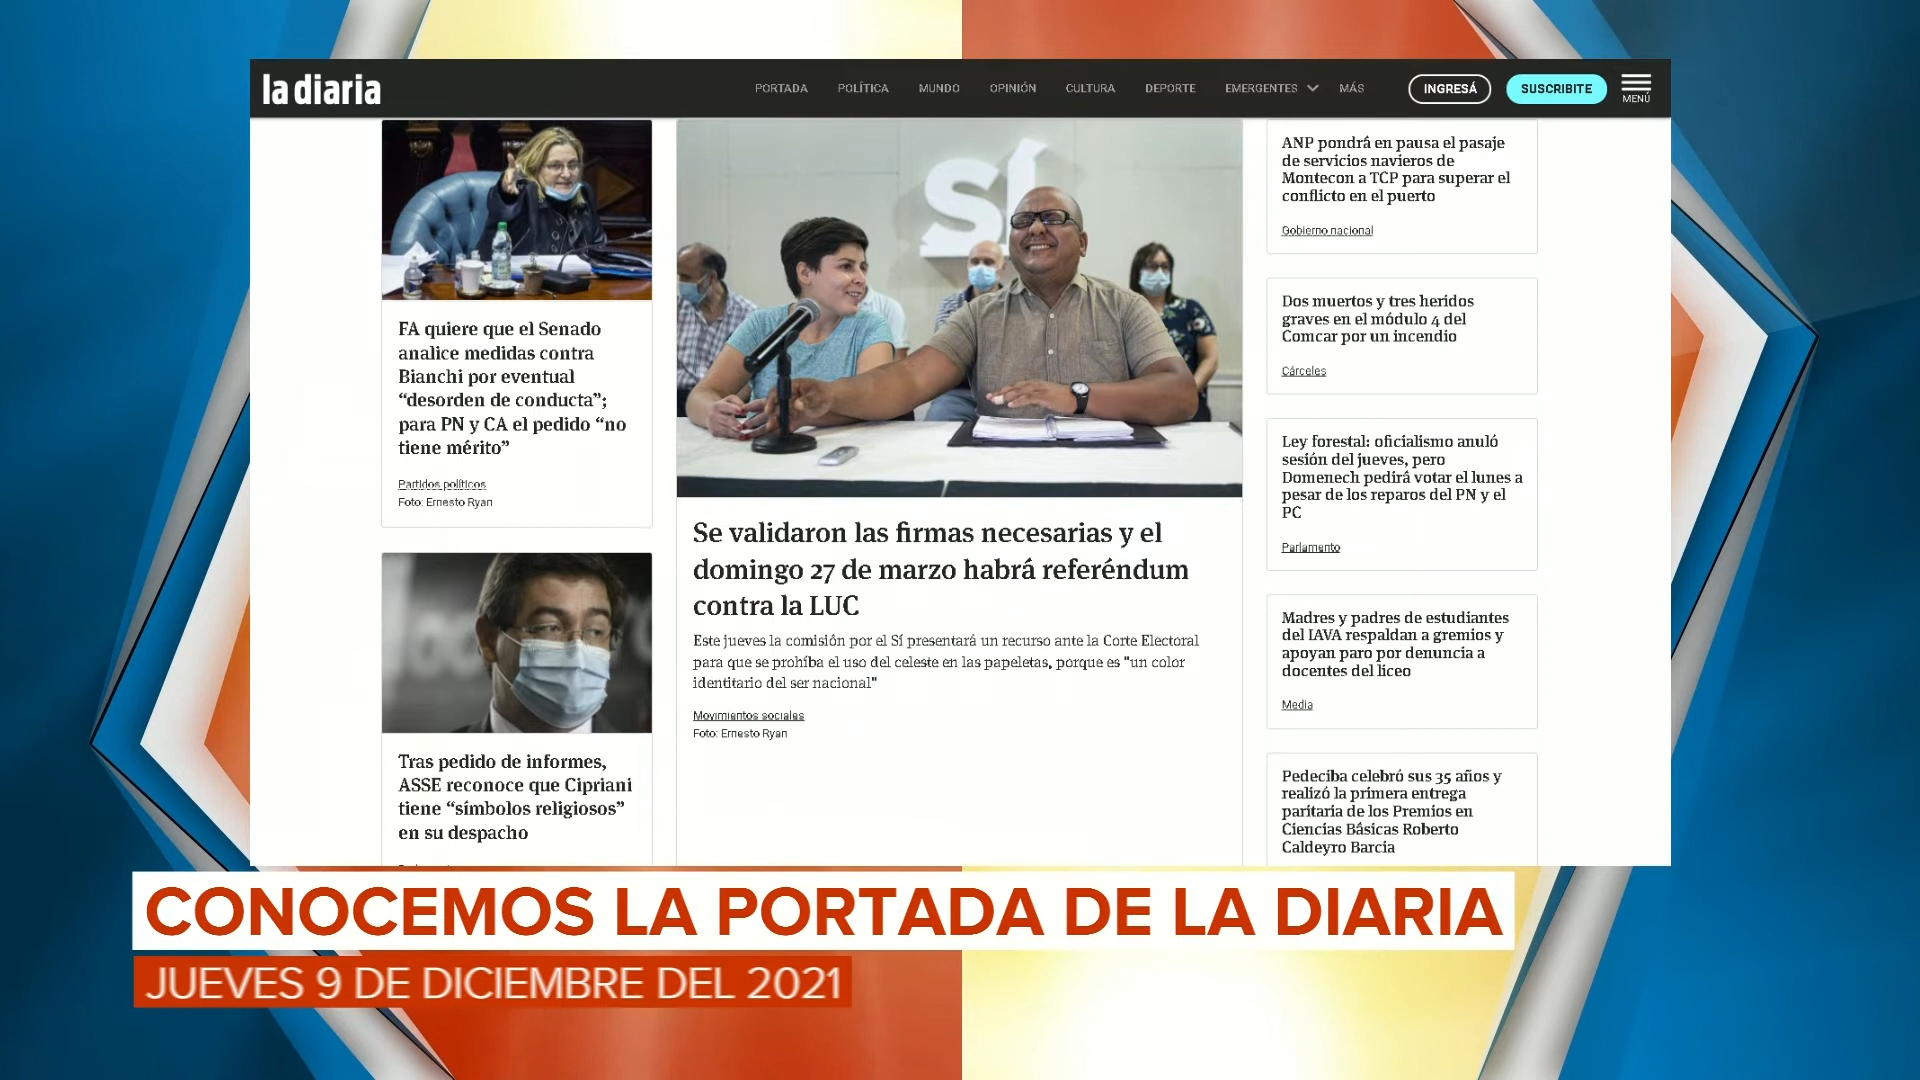 la diaria
PORTADA
POLÍTICA
MUNDO
OPINIÓN
CULTURA
DEPORTE
EMERGENTES
MÁS
INGRESÁ
SUSCRIBITE
MENÚ
FA quiere que el Senado
analice medidas contra
Bianchi por eventual
“desorden de conducta”;
para PN y CA el pedido “no
tiene mérito”
Partidos políticos
Foto: Ernesto Ryan
Tras pedido de informes,
ASSE reconoce que Cipriani
tiene “símbolos religiosos”
en su despacho
SÍ
Se validaron las firmas necesarias y el
domingo 27 de marzo habrá referéndum
contra la LUC
Este jueves la comisión por el Sí presentará un recurso ante la Corte Electoral
para que se prohíba el uso del celeste en las papeletas, porque es "un color
identitario del ser nacional"
Movimientos sociales
Foto: Ernesto Ryan
ANP pondrá en pausa el pasaje
de servicios navieros de
Montecon a TCP para superar el
conflicto en el puerto
Gobierno nacional
Dos muertos y tres heridos
graves en el módulo 4 del
Comcar por un incendio
Cárceles
Ley forestal: oficialismo anuló
sesión del jueves, pero
Domenech pedirá votar el lunes a
pesar de los reparos del PN y el
PC
Parlamento
Madres y padres de estudiantes
del IAVA respaldan a gremios y
apoyan paro por denuncia a
docentes del liceo
Media
Pedeciba celebró sus 35 años y
realizó la primera entrega
paritaria de los Premios en
Ciencias Básicas Roberto
Caldeyro Barcia
CONOCEMOS LA PORTADA DE LA DIARIA
JUEVES 9 DE DICIEMBRE DEL 2021